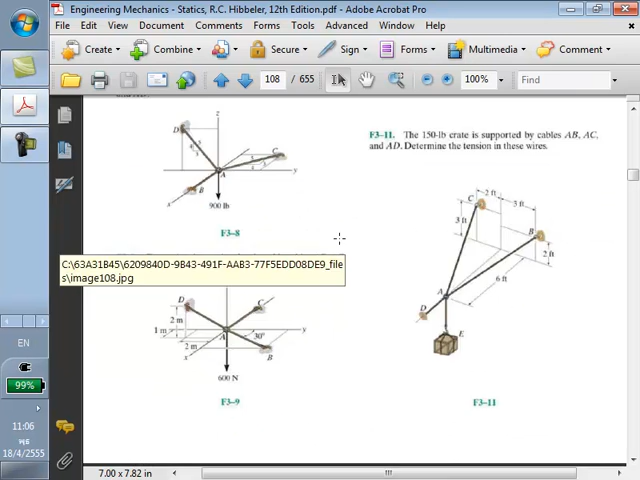 Engineering Mechanics - Statics, R.C. Hibbeler, 12th Edition.pdf - Adobe Acrobat Pro
File Edit View Document Comments Forms Tools Advanced Window Help
Create Combine Secure Sign Forms Multimedia Comment
108 / 655 100% Find
z
D
5
4
3
C
A
y
B
x
900 lb
F3–8
F3–11. The 150-lb crate is supported by cables AB, AC,
and AD. Determine the tension in these wires.
2 ft
C
3 ft
B
3 ft
2 ft
6 ft
A
D
E
F3–11
C:\63A31B45\6209840D-9B43-491F-AAB3-77F5EDD08DE9_file
s\image108.jpg
D
C
2 m
1 m
A
30°
y
2 m
x
B
600 N
F3–9
EN
99%
11:06
18/4/2555
7.00 x 7.82 in